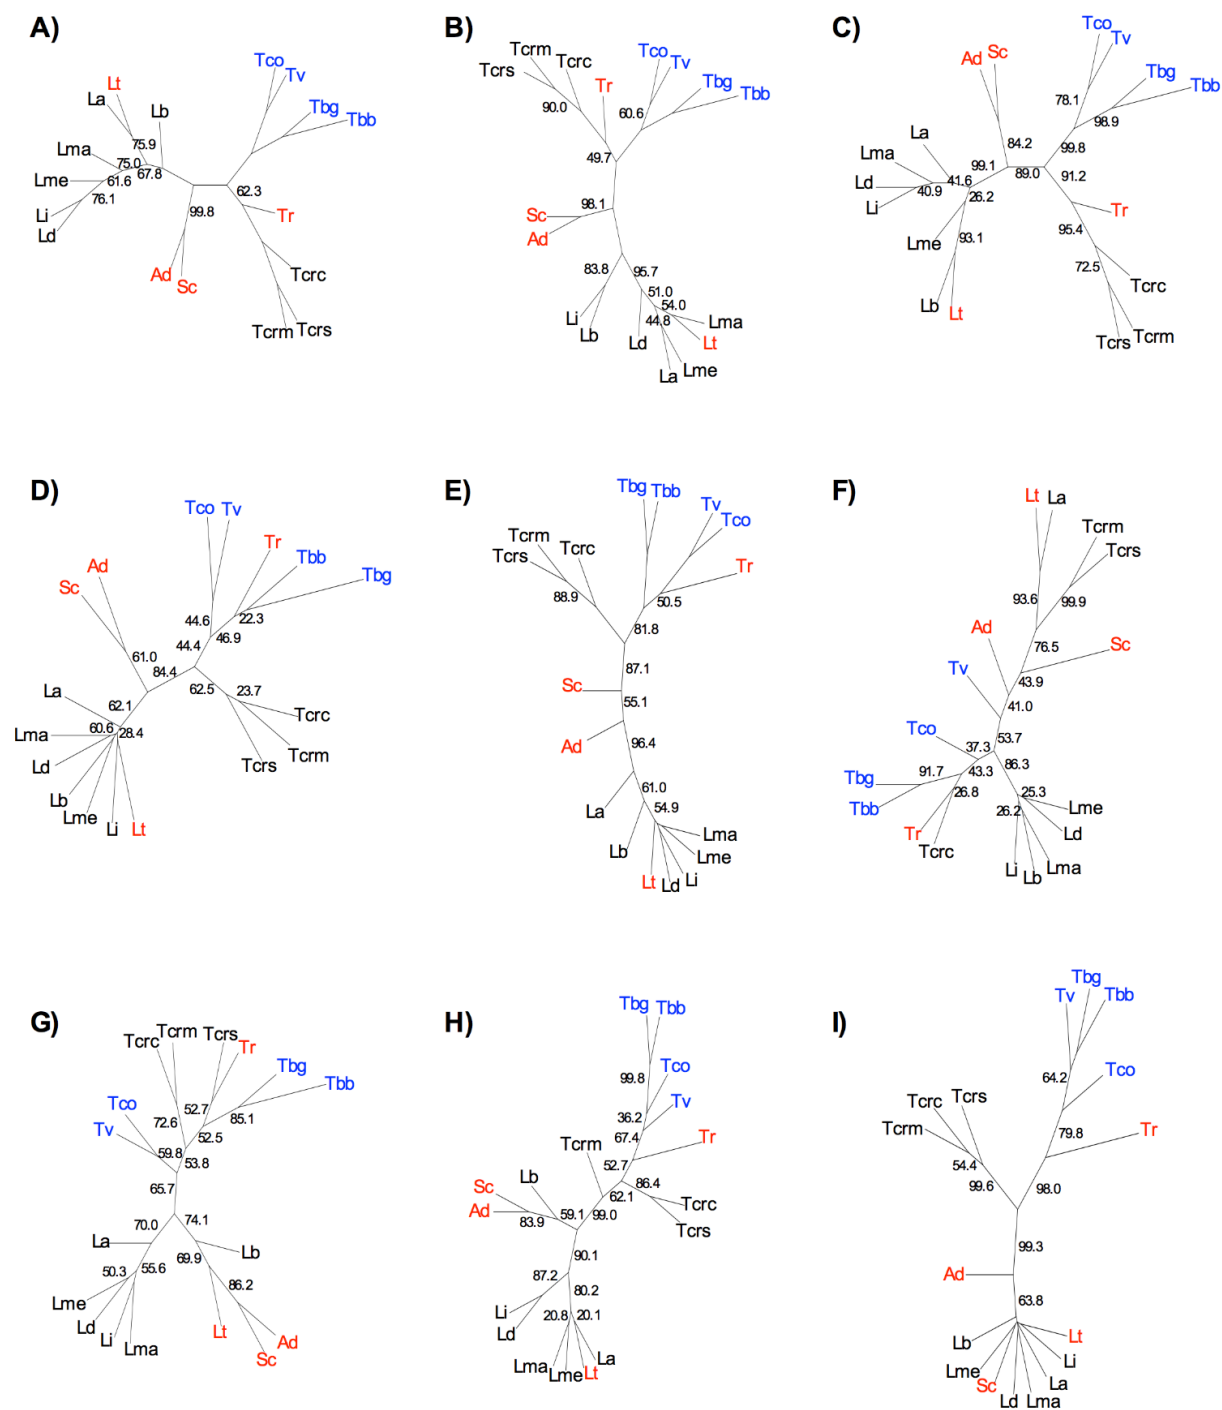 A)
Tco
Tv
Lt
La
Lb
Tbg
Tbb
Lma
75.9
75.0
67.8
Lme
61.6
76.1
62.3
Li
Ld
99.8
Tr
Ad
Sc
Tcrc
Tcrm
Tcrs
B)
Tcrm
Tcrc
Tcrs
Tco
Tv
Tr
Tbg
Tbb
90.0
60.6
49.7
98.1
Sc
Ad
83.8
95.7
Li
Lb
51.0
54.0
44.8
Lma
Ld
Lt
La
Lme
C)
Tco
Tv
Ad
Sc
Tbg
Tbb
78.1
98.9
La
84.2
99.8
Lma
99.1
89.0
91.2
Ld
41.6
40.9
26.2
Li
Tr
Lme
93.1
95.4
72.5
Tcrc
Lb
Lt
Tcrs
Tcrm
D)
Tco
Tv
Tr
Tbb
Tbg
Ad
Sc
44.6
22.3
46.9
44.4
61.0
84.4
La
62.1
62.5
23.7
Tcrc
Lma
60.6
28.4
Tcrm
Tcrs
Ld
Lb
Lme
Li
Lt
E)
Tbg
Tbb
Tv
Tco
Tcrm
Tcrs
Tcrc
Tr
88.9
50.5
81.8
87.1
Sc
55.1
Ad
96.4
La
61.0
54.9
Lb
Lma
Lme
Lt
Ld
Li
F)
Lt
La
Tcrm
Tcrs
93.6
99.9
Ad
76.5
Sc
Tv
43.9
41.0
Tco
53.7
37.3
86.3
Tbg
91.7
43.3
Tbb
26.8
25.3
26.2
Lme
Tr
Tcrc
Ld
Li
Lb
Lma
G)
Tcrc
Tcrm
Tcrs
Tr
Tbg
Tbb
Tco
Tv
72.6
52.7
85.1
52.5
59.8
53.8
65.7
70.0
74.1
La
69.9
Lb
50.3
55.6
86.2
Lme
Ld
Li
Lma
Lt
Ad
Sc
H)
Tbg
Tbb
99.8
Tco
36.2
Tv
67.4
Tr
Tcrm
52.7
86.4
Sc
Lb
62.1
Tcrc
Ad
83.9
59.1
99.0
Tcrs
90.1
87.2
80.2
Li
Ld
20.8
20.1
Lma
Lme
Lt
La
I)
Tbg
Tv
Tbb
64.2
Tco
Tcrc
Tcrs
Tcrm
79.8
Tr
54.4
99.6
98.0
99.3
Ad
63.8
Lb
Lt
Lme
Li
Sc
La
Ld
Lma